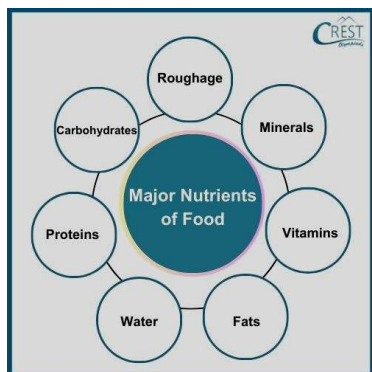 CREST
Olympiads
Roughage
Minerals
Vitamins
Fats
Water
Proteins
Carbohydrates
Major Nutrients
of Food